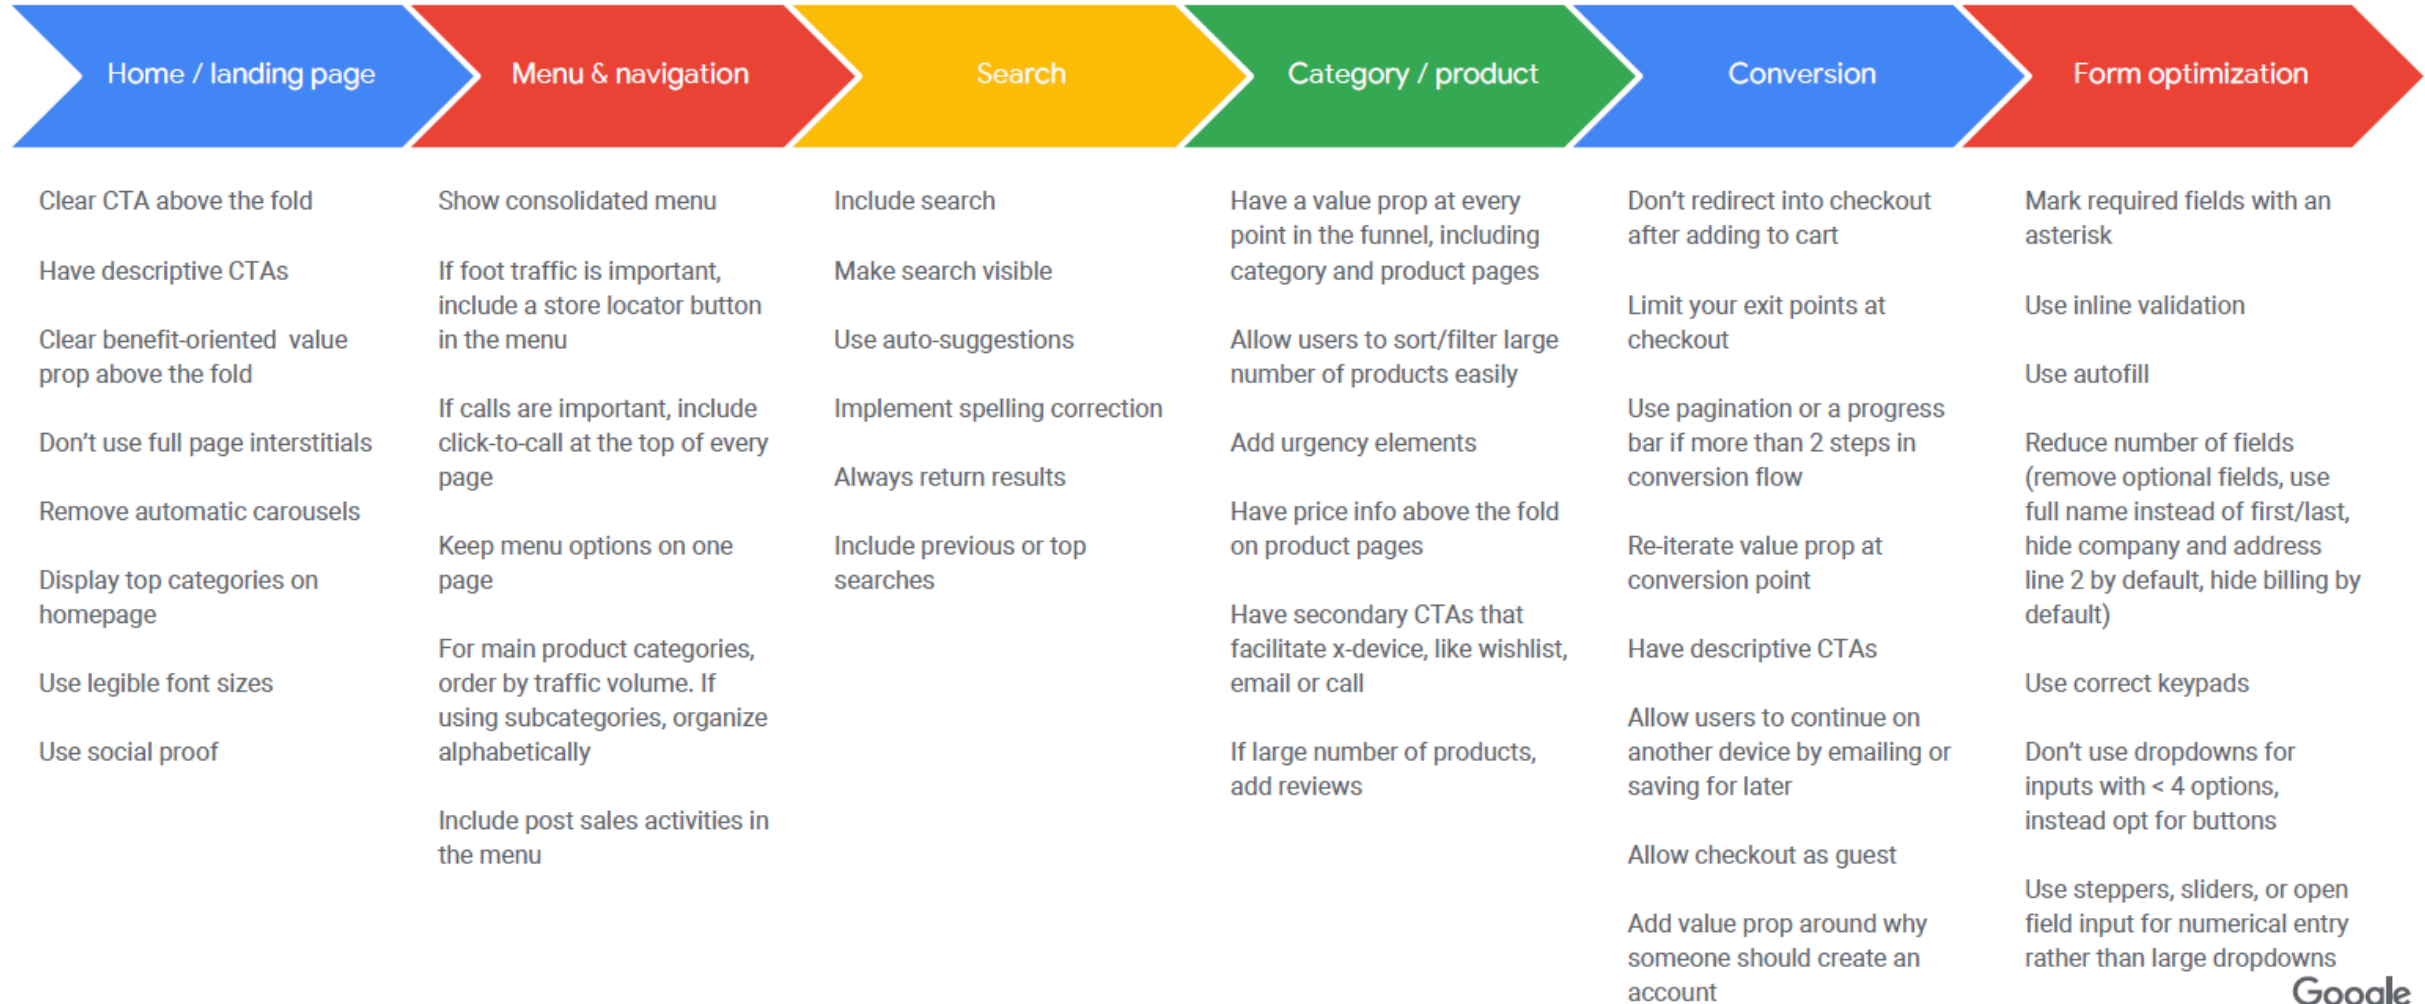 Home / landing page
Menu & navigation
Search
Category / product
Conversion
Form optimization
Clear CTA above the fold
Have descriptive CTAs
Clear benefit-oriented  value
prop above the fold
Don't use full page interstitials
Remove automatic carousels
Display top categories on
homepage
Use legible font sizes
Use social proof
Show consolidated menu
If foot traffic is important,
include a store locator button
in the menu
If calls are important, include
click-to-call at the top of every
page
Keep menu options on one
page
For main product categories,
order by traffic volume. If
using subcategories, organize
alphabetically
Include post sales activities in
the menu
Include search
Make search visible
Use auto-suggestions
Implement spelling correction
Always return results
Include previous or top
searches
Have a value prop at every
point in the funnel, including
category and product pages
Allow users to sort/filter large
number of products easily
Add urgency elements
Have price info above the fold
on product pages
Have secondary CTAs that
facilitate x-device, like wishlist,
email or call
If large number of products,
add reviews
Don't redirect into checkout
after adding to cart
Limit your exit points at
checkout
Use pagination or a progress
bar if more than 2 steps in
conversion flow
Re-iterate value prop at
conversion point
Have descriptive CTAs
Allow users to continue on
another device by emailing or
saving for later
Allow checkout as guest
Add value prop around why
someone should create an
account
Mark required fields with an
asterisk
Use inline validation
Use autofill
Reduce number of fields
(remove optional fields, use
full name instead of first/last,
hide company and address
line 2 by default, hide billing by
default)
Use correct keypads
Don't use dropdowns for
inputs with < 4 options,
instead opt for buttons
Use steppers, sliders, or open
field input for numerical entry
rather than large dropdowns
Google